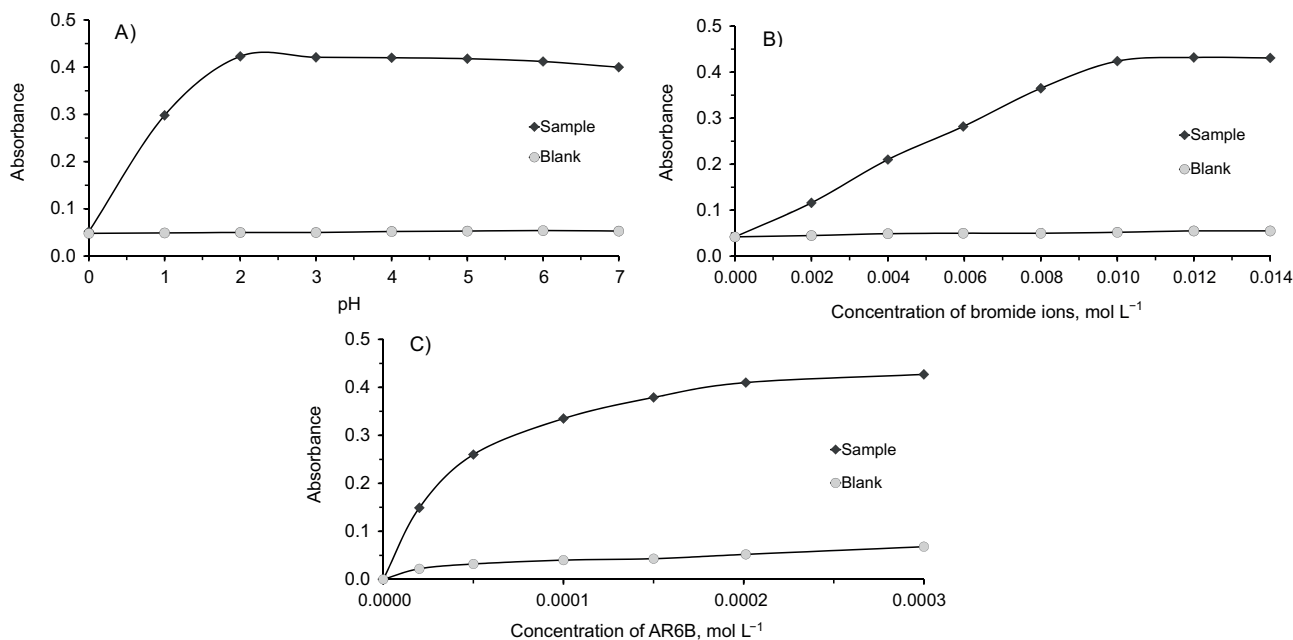 A)
Absorbance
0.5
0.4
0.3
0.2
0.1
0.0
0 1 2 3 4 5 6 7
pH
Sample
Blank
B)
Absorbance
0.5
0.4
0.3
0.2
0.1
0.0
0.000 0.002 0.004 0.006 0.008 0.010 0.012 0.014
Concentration of bromide ions, mol L⁻¹
Sample
Blank
C)
Absorbance
0.5
0.4
0.3
0.2
0.1
0.0
0.0000 0.0001 0.0002 0.0003
Concentration of AR6B, mol L⁻¹
Sample
Blank